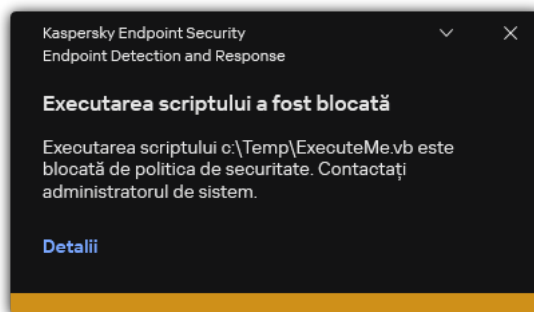 Kaspersky Endpoint Security
Endpoint Detection and Response
Executarea scriptului a fost blocată
Executarea scriptului c:\Temp\ExecuteMe.vb este
blocată de politica de securitate. Contactați
administratorul de sistem.
Detalii